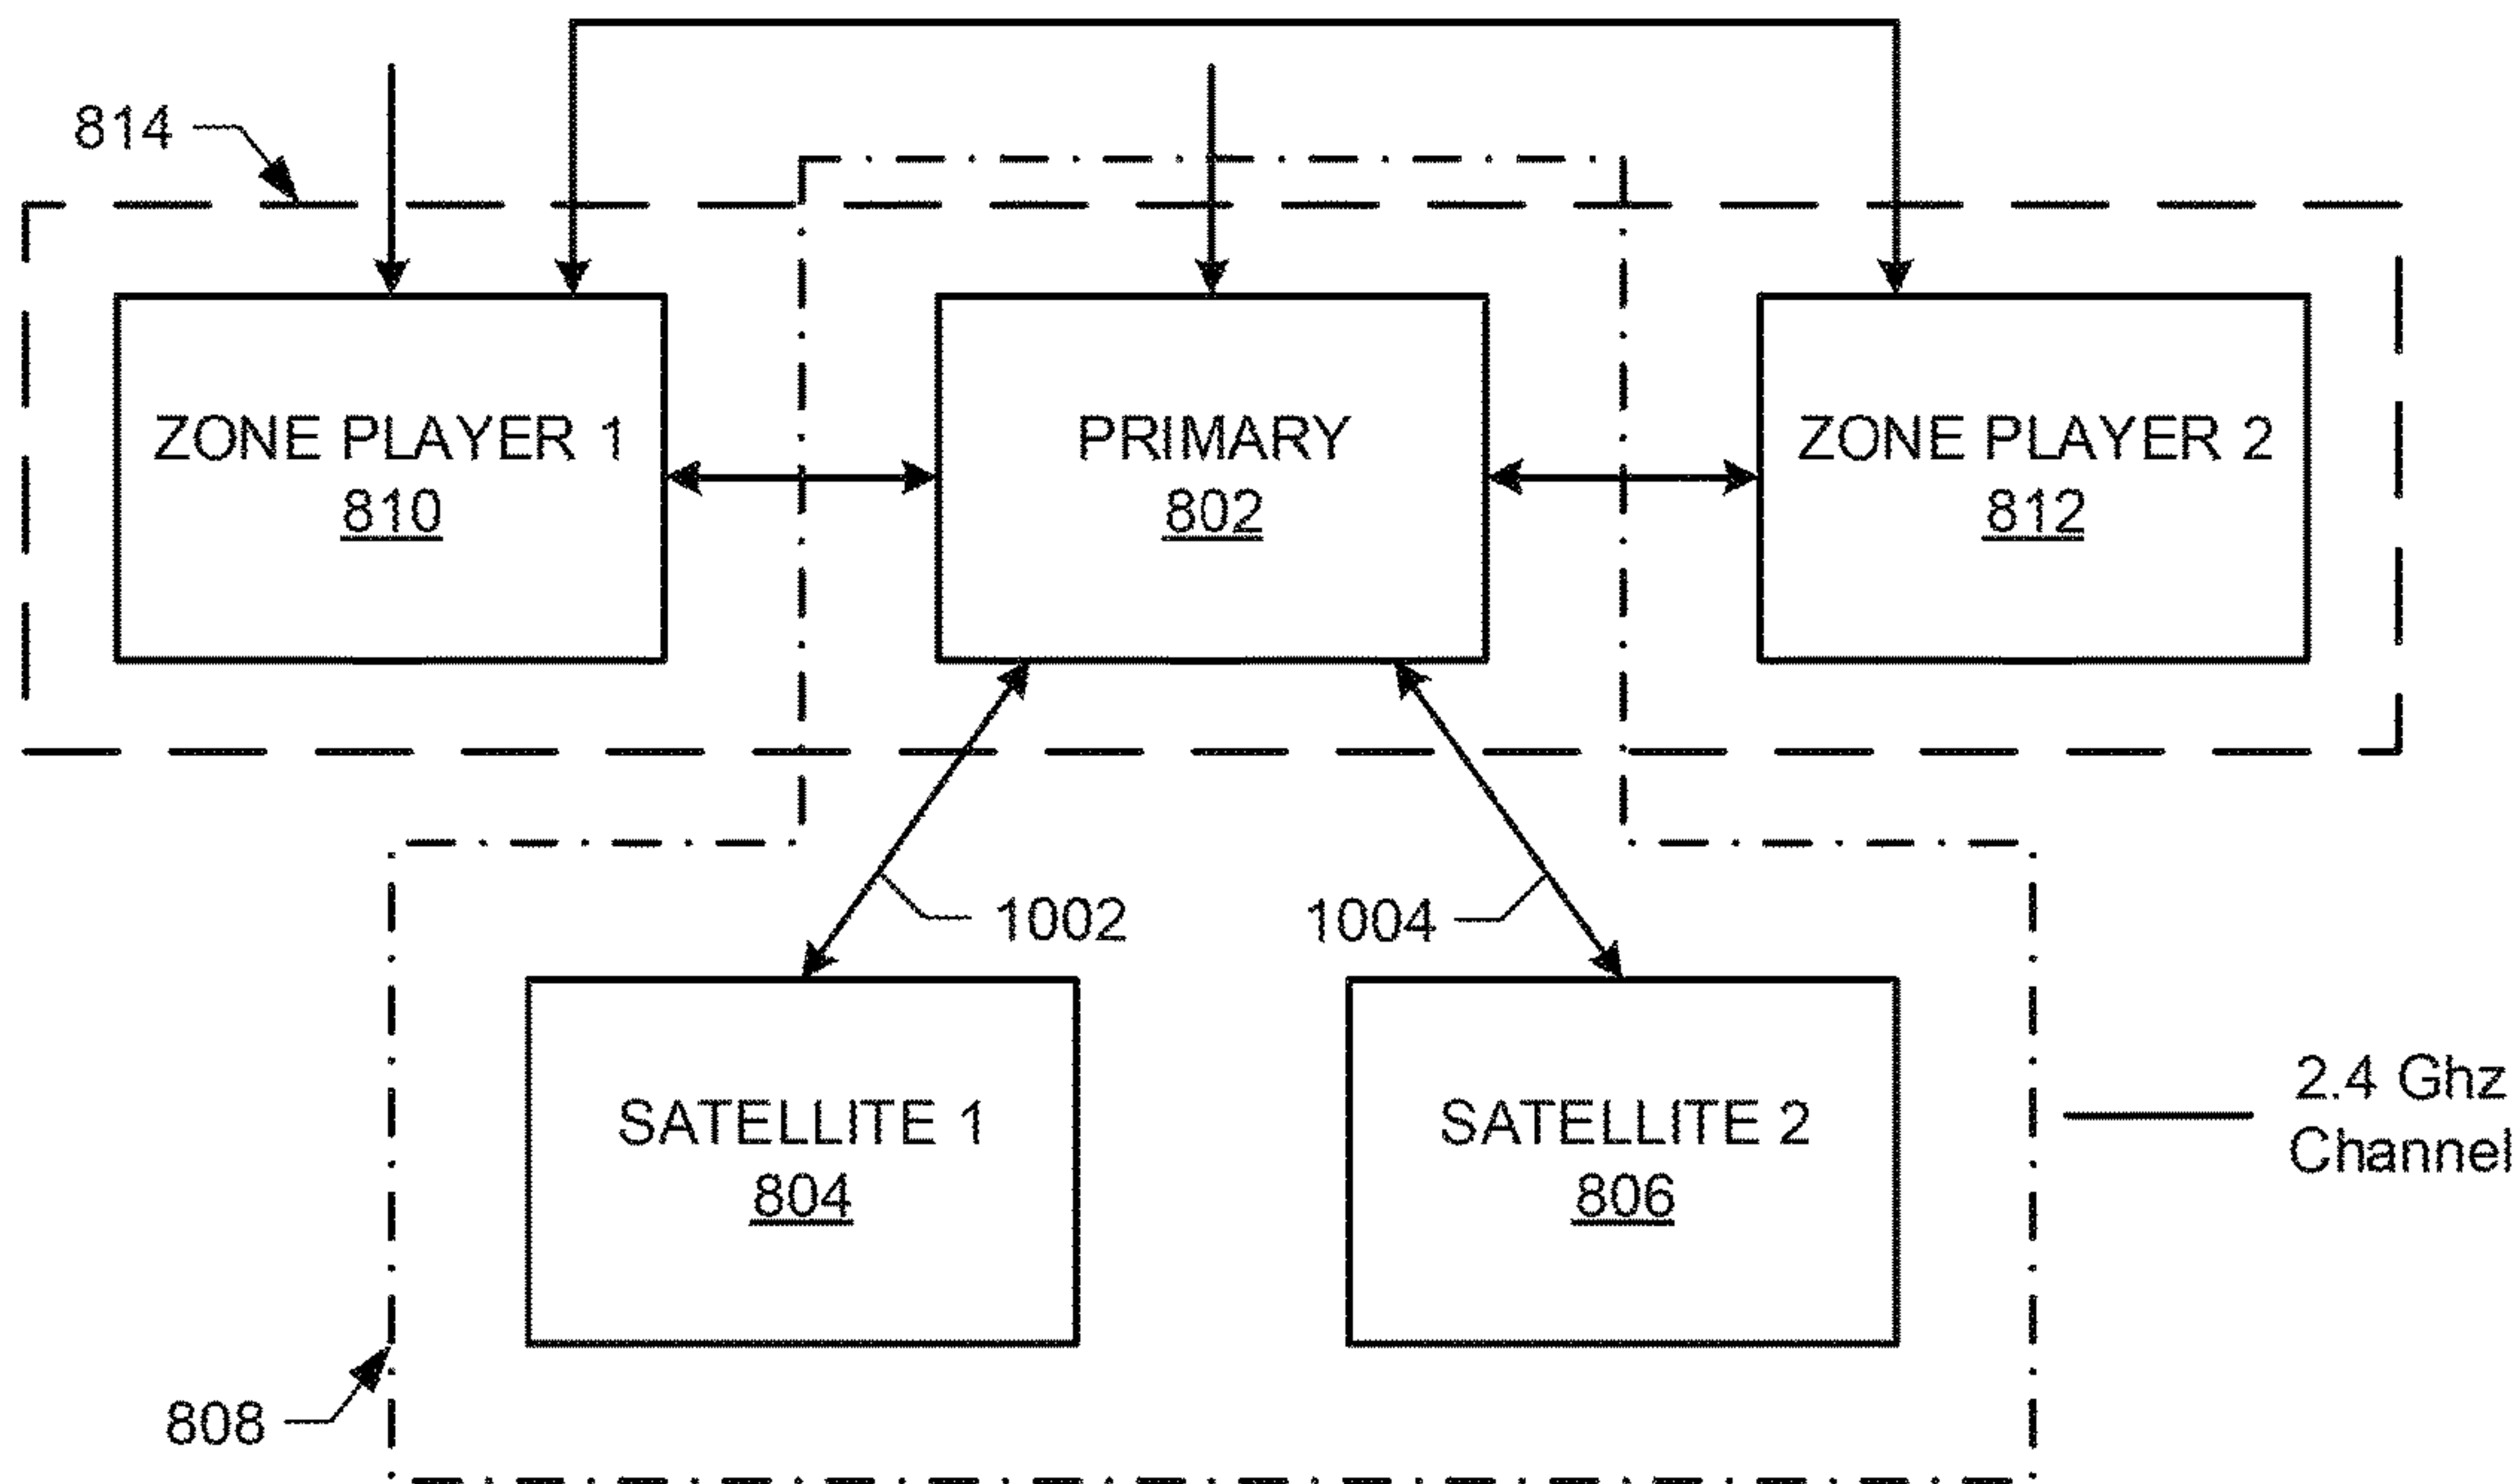 814
ZONE PLAYER 1
810
PRIMARY
802
ZONE PLAYER 2
812
1002
1004
SATELLITE 1
804
SATELLITE 2
806
2.4 Ghz
Channel
808